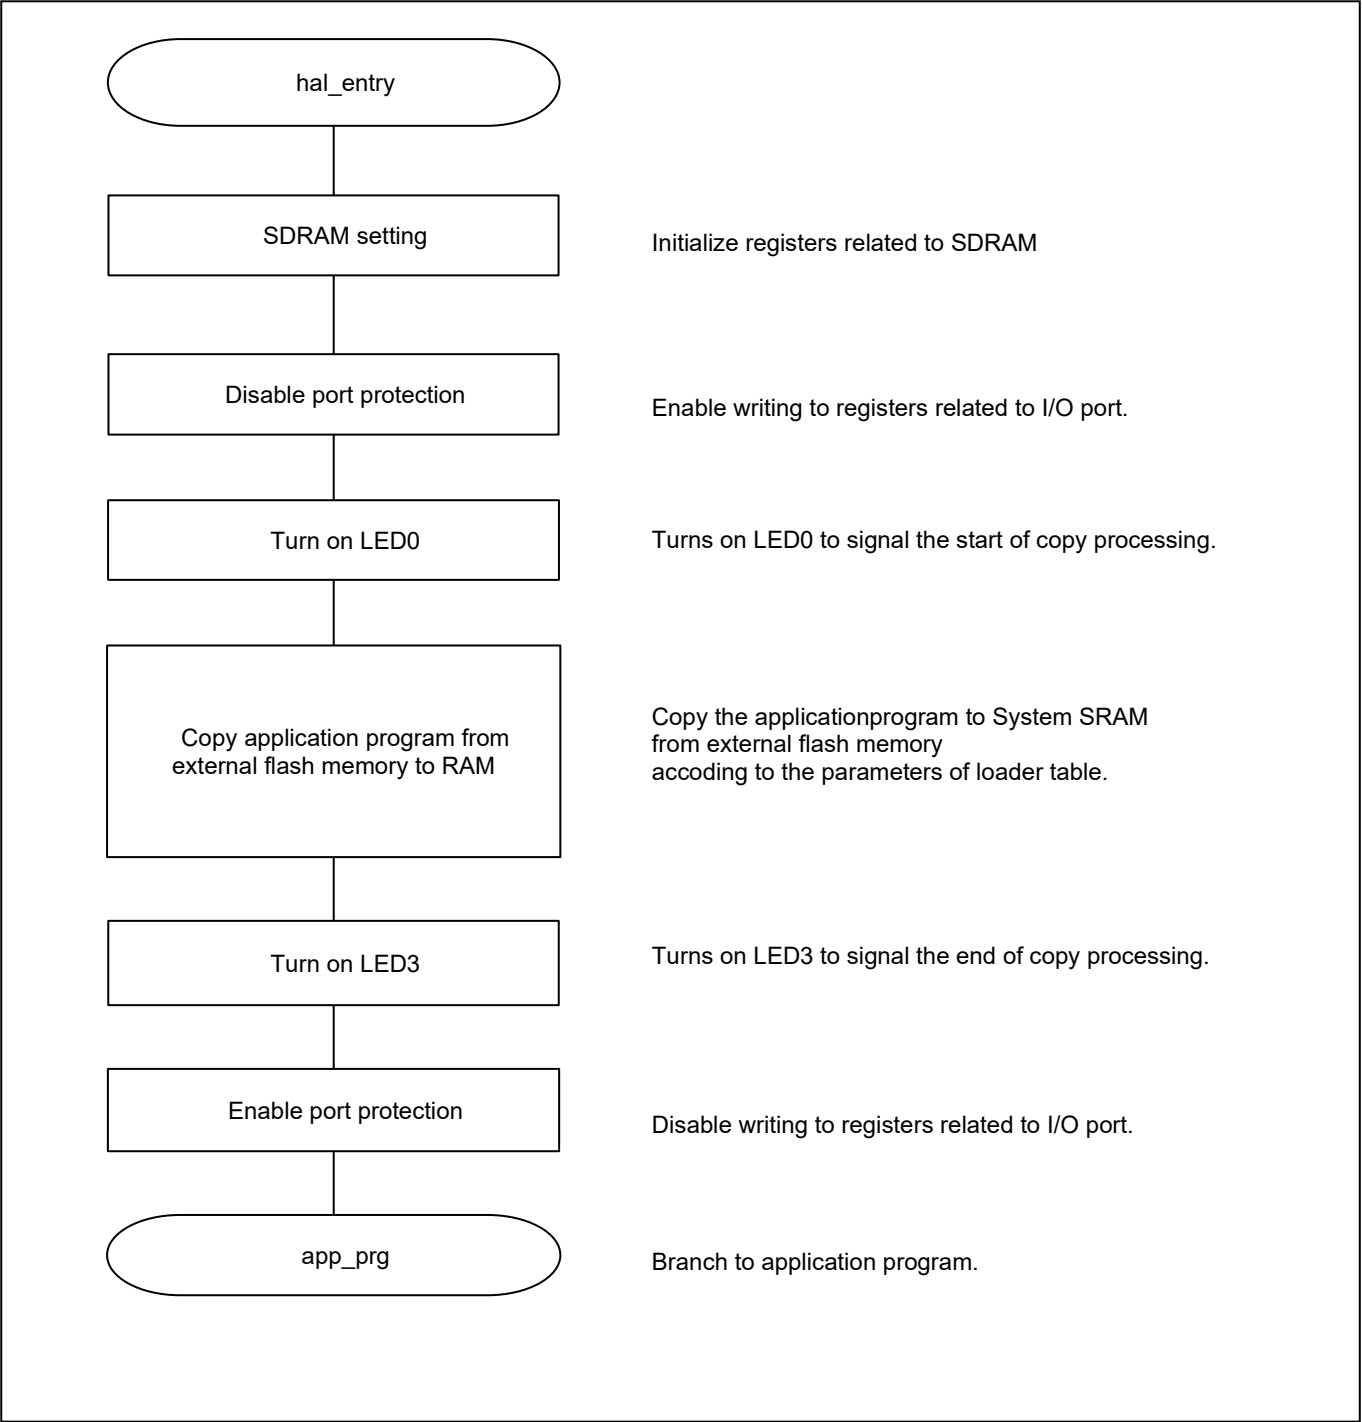 hal_entry
SDRAM setting
Initialize registers related to SDRAM
Disable port protection
Enable writing to registers related to I/O port.
Turn on LED0
Turns on LED0 to signal the start of copy processing.
Copy application program from
external flash memory to RAM
Copy the applicationprogram to System SRAM
from external flash memory
accoding to the parameters of loader table.
Turn on LED3
Turns on LED3 to signal the end of copy processing.
Enable port protection
Disable writing to registers related to I/O port.
app_prg
Branch to application program.